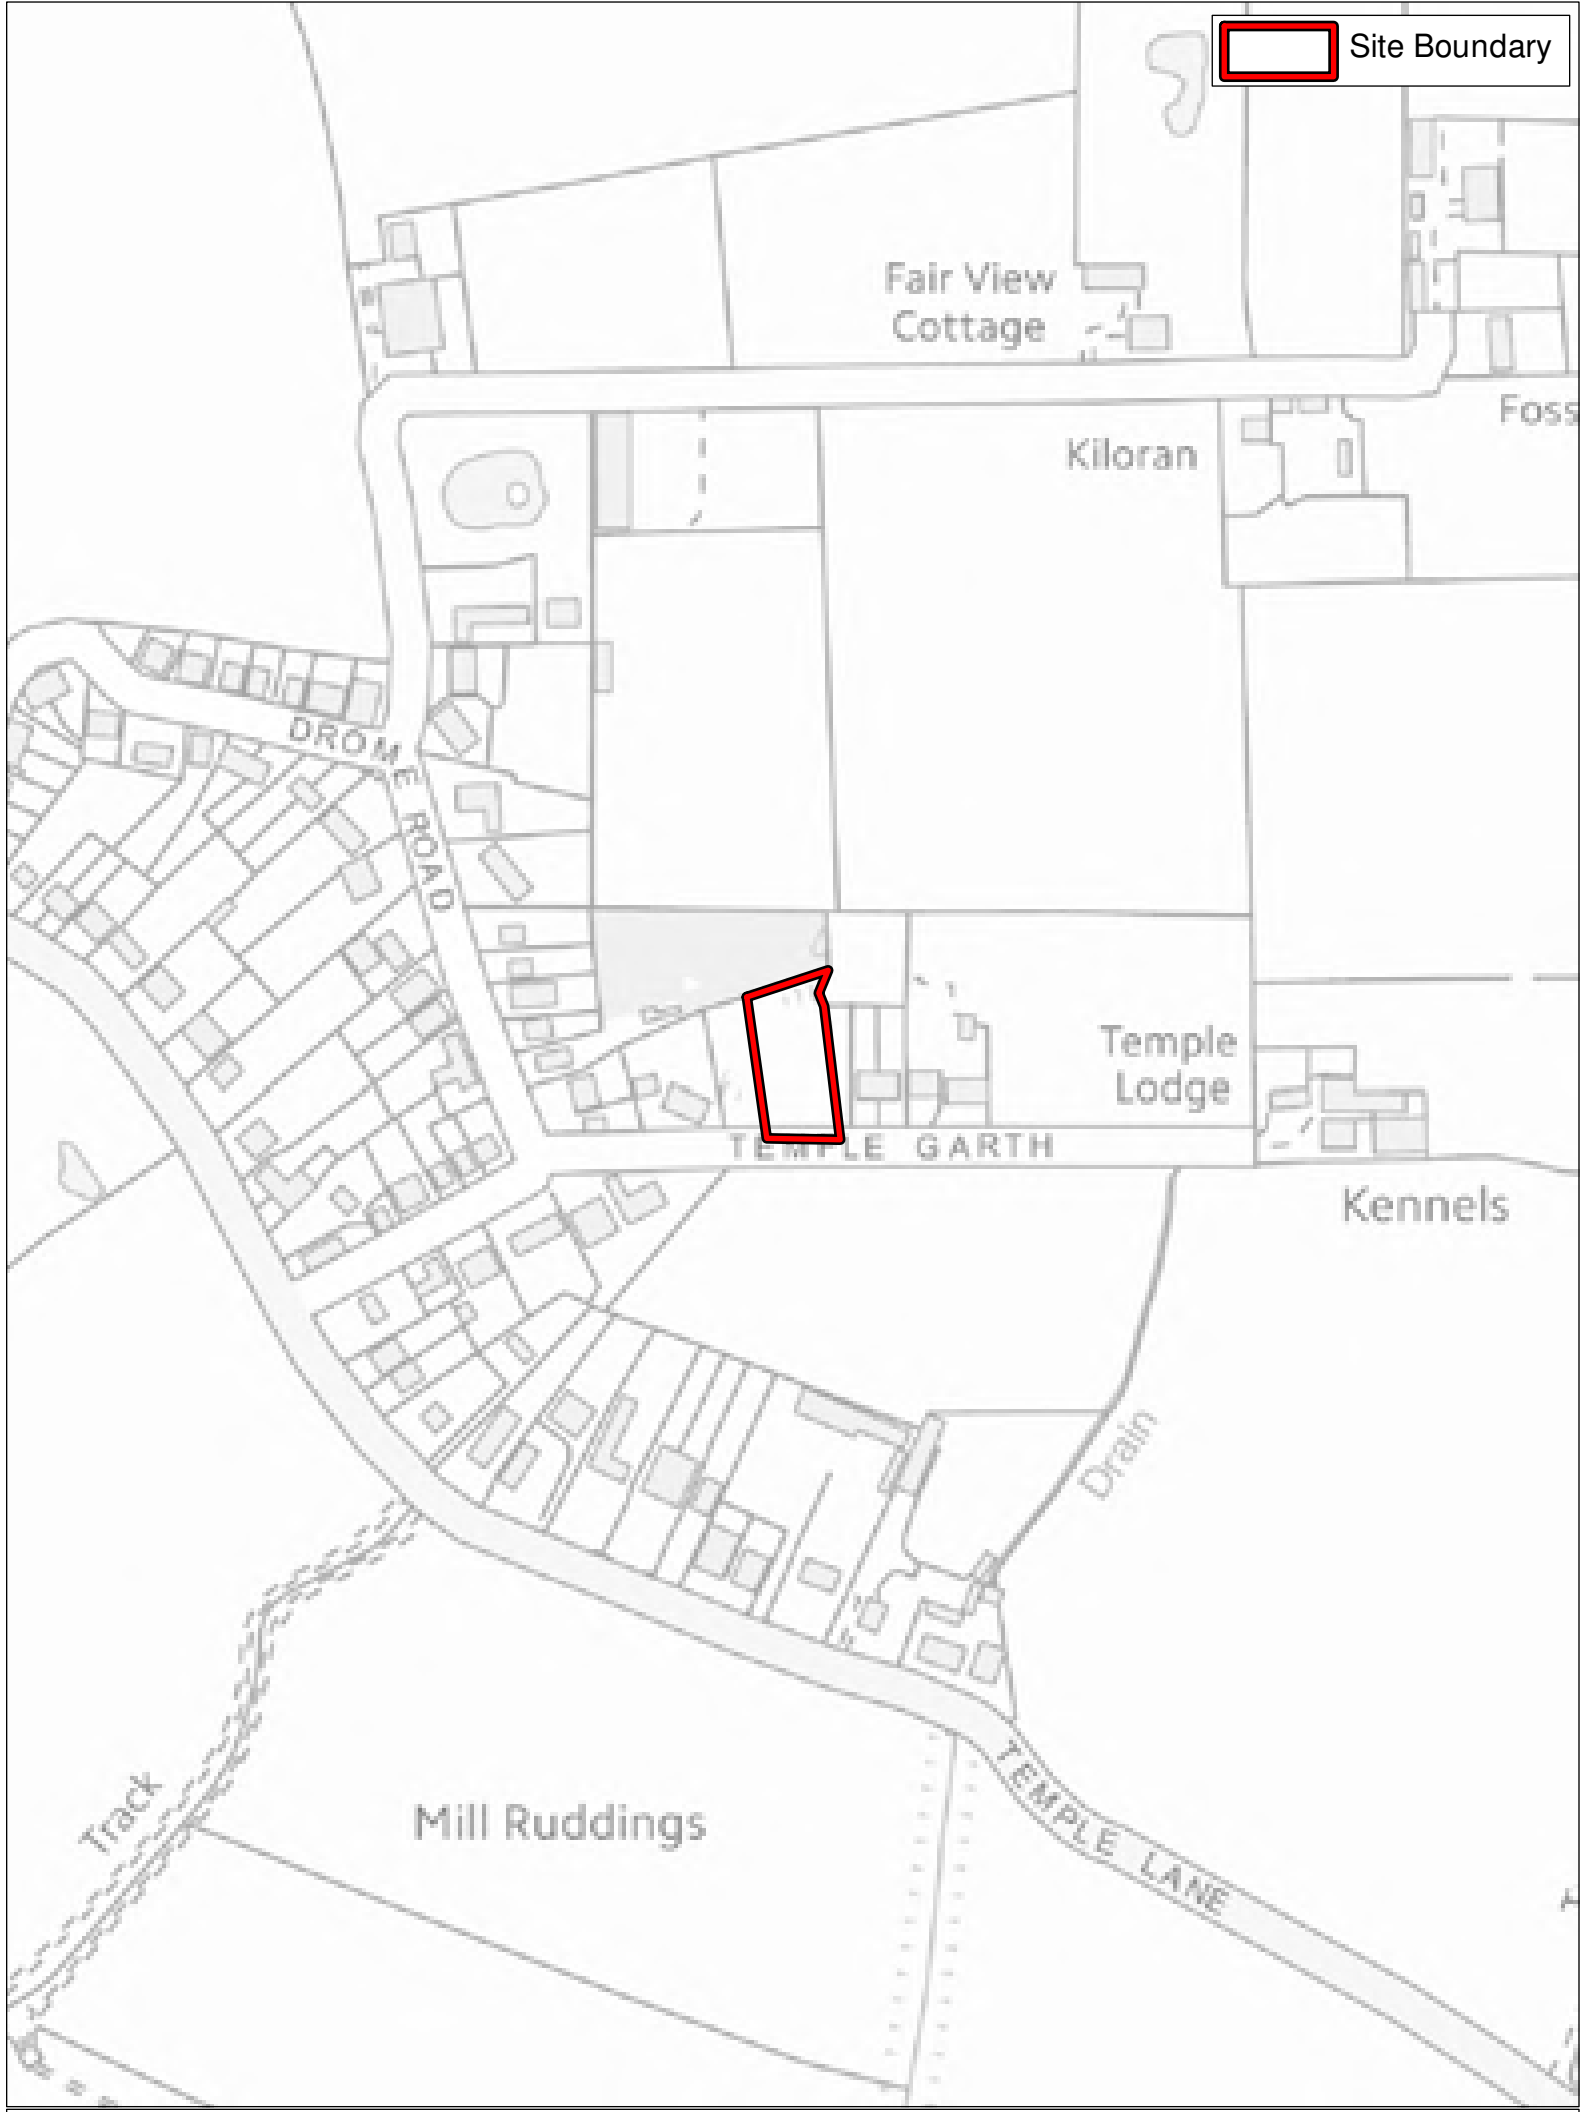 Site Boundary
Fair View
Cottage
Foss
Kiloran
DROME ROAD
Temple
Lodge
TEMPLE GARTH
Kennels
Drain
Track
Mill Ruddings
TEMPLE LANE